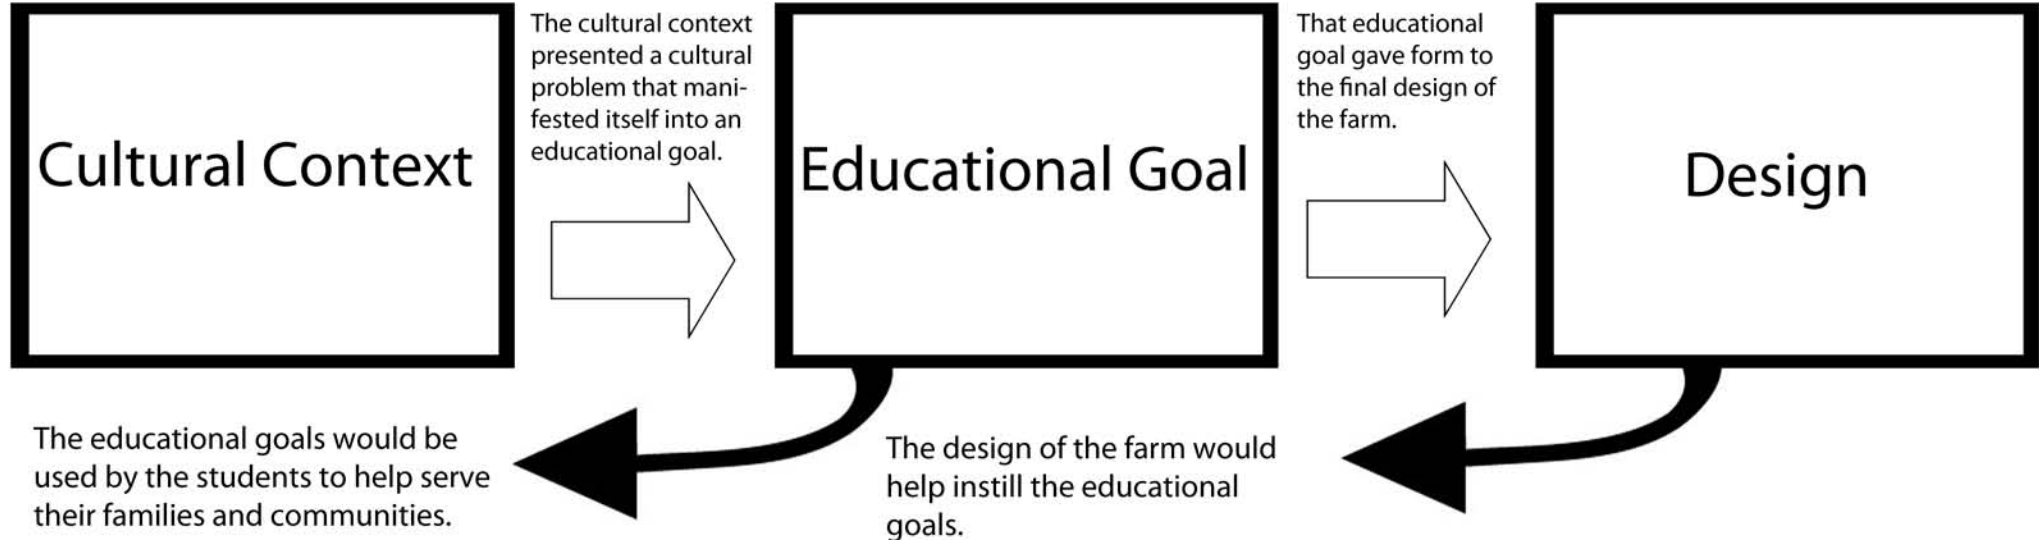 Cultural Context
The cultural context
presented a cultural
problem that mani-
fested itself into an
educational goal.
Educational Goal
That educational
goal gave form to
the final design of
the farm.
Design
The educational goals would be
used by the students to help serve
their families and communities.
The design of the farm would
help instill the educational
goals.